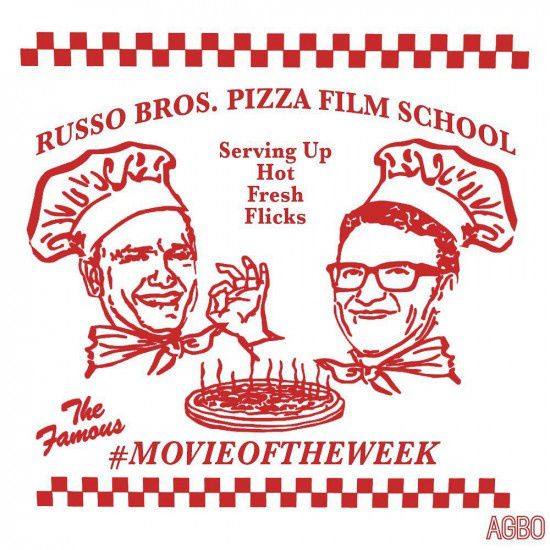 RUSSO BROS. PIZZA FILM SCHOOL
Serving Up
Hot
Fresh
Flicks
The
Famous
#MOVIEOFTHEWEEK
AGBO